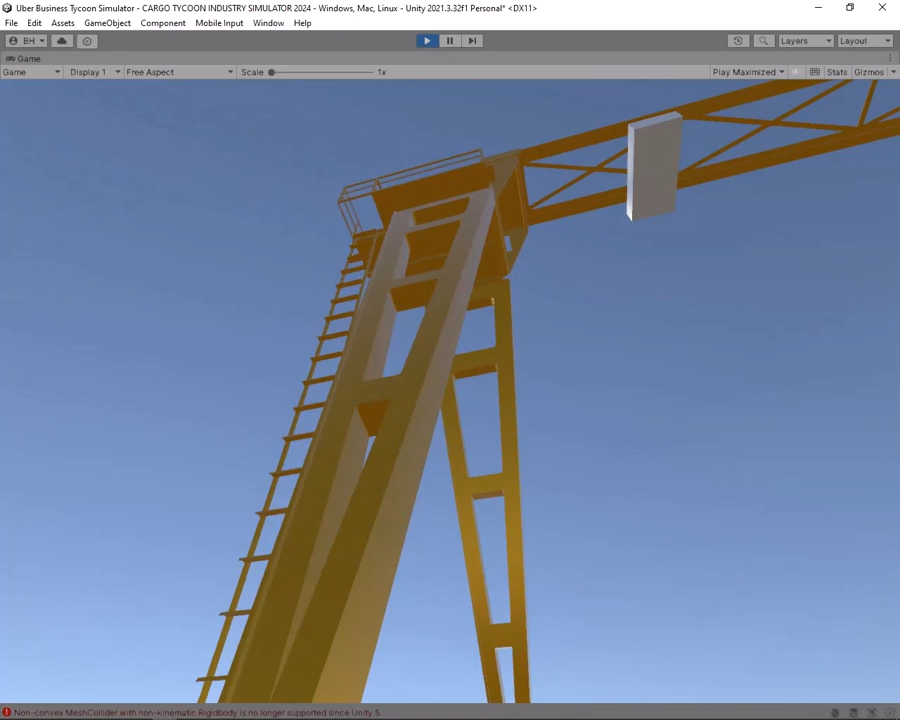 Uber Business Tycoon Simulator - CARGO TYCOON INDUSTRY SIMULATOR 2024 - Windows, Mac, Linux - Unity 2021.3.32f1 Personal* <DX11>
File Edit Assets GameObject Component Mobile Input Window Help
BH Layers Layout
Game
Game Display 1 Free Aspect Scale 1x Play Maximized Stats Gizmos
Non-convex MeshCollider with non-kinematic Rigidbody is no longer supported since Unity 5.